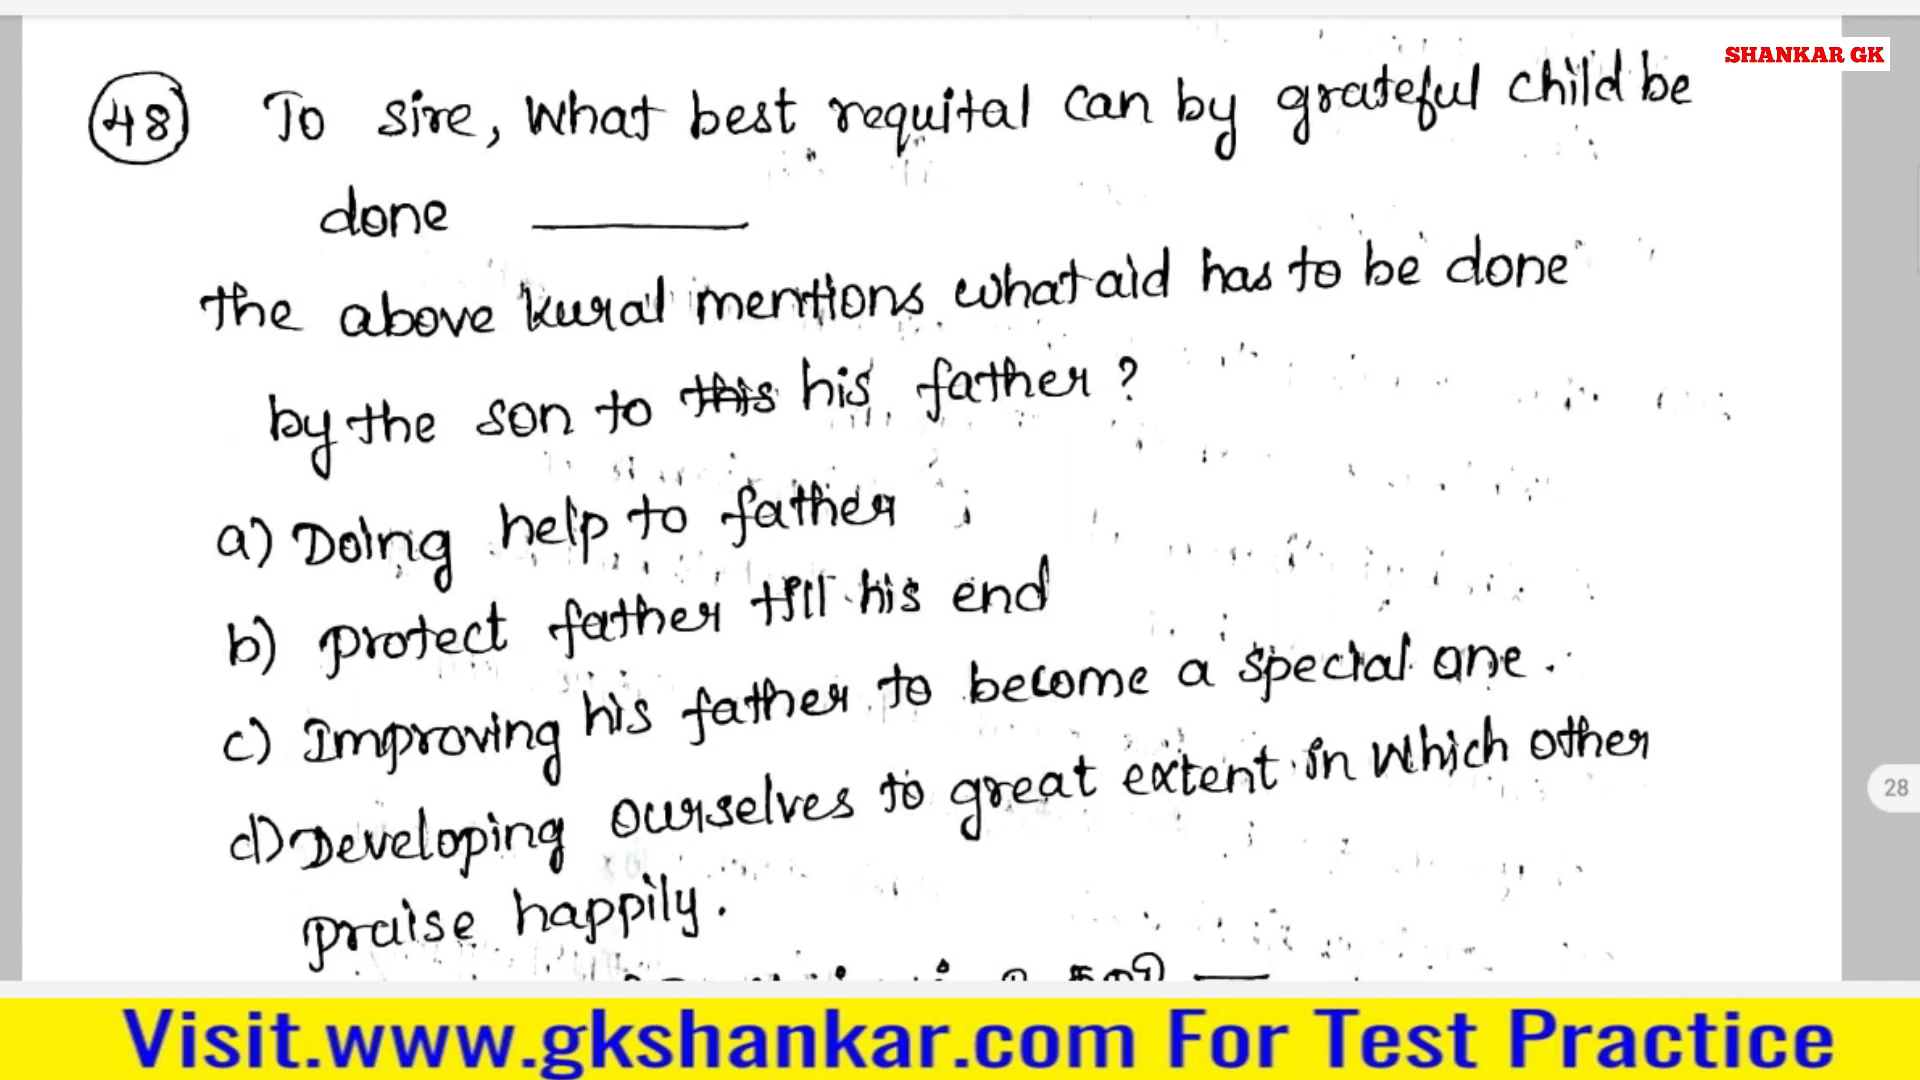 SHANKAR GK
48 To sire, What best requital can by grateful child be
done ________
the above kural mentions what aid has to be done
by the son to this his father?
a) Doing help to father
b) protect father till his end
c) Improving his father to become a special one.
d) Developing ourselves to great extent in which other
praise happily.
28
Visit.www.gkshankar.com For Test Practice